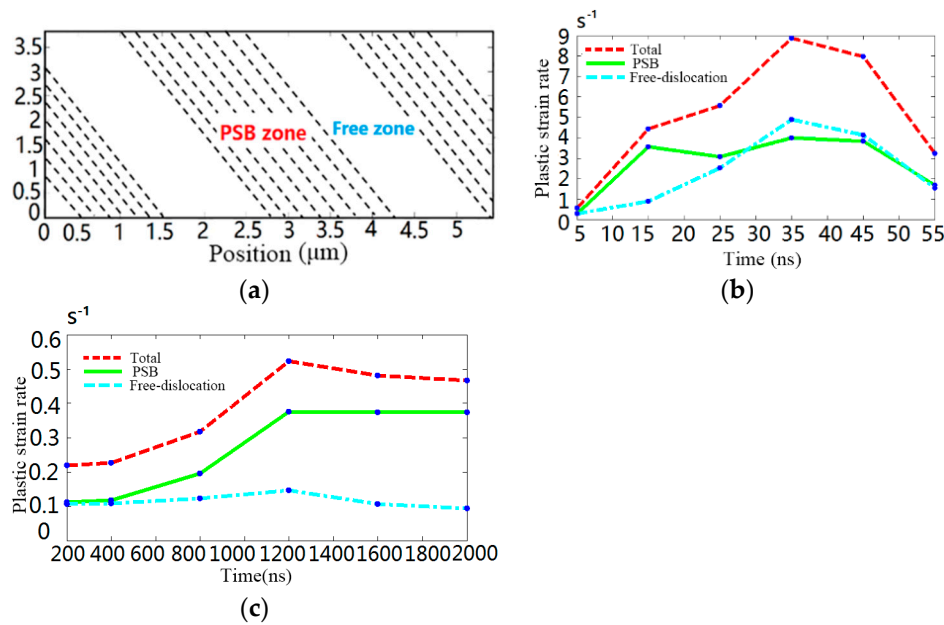 3.5
3
2.5
2
1.5
1
0.5
0
PSB zone
Free zone
0 0.5 1 1.5 2 2.5 3 3.5 4 4.5 5
Position (μm)
(a)
s⁻¹
9
8
7
6
5
4
3
2
1
0
Plastic strain rate
Total
PSB
Free-dislocation
5 10 15 20 25 30 35 40 45 50 55
Time (ns)
(b)
s⁻¹
0.6
0.5
0.4
0.3
0.2
0.1
0
Plastic strain rate
Total
PSB
Free-dislocation
200 400 600 800 1000 1200 1400 1600 18000 2000
Time(ns)
(c)